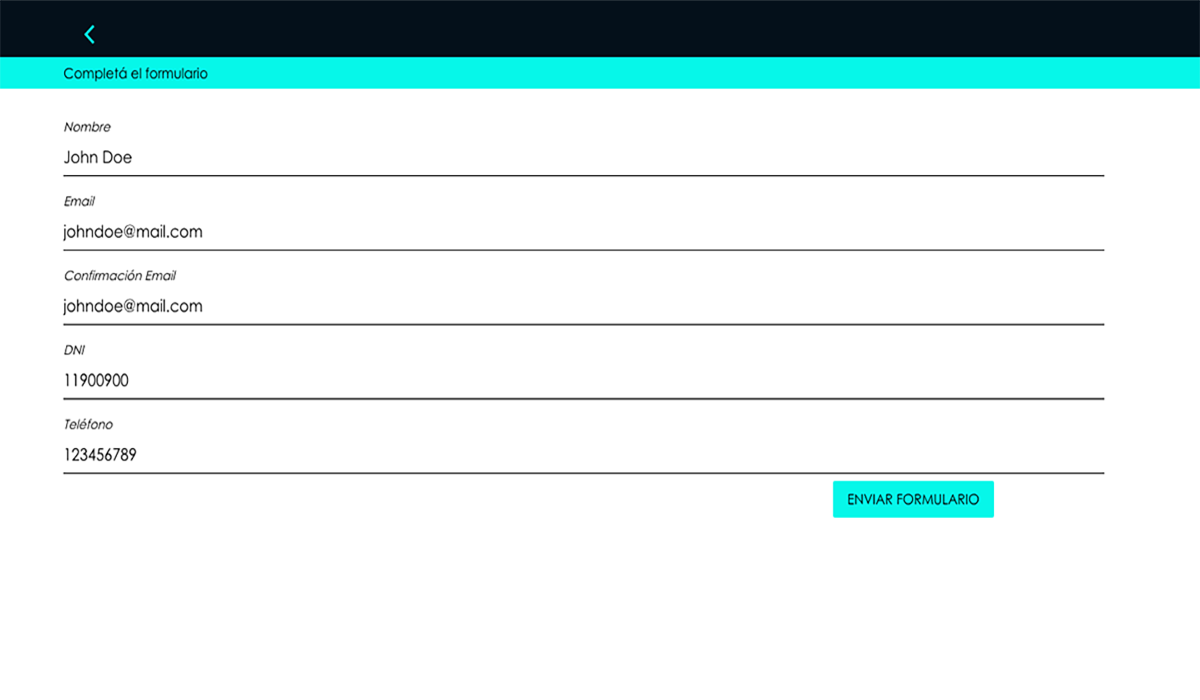 Completá el formulario
Nombre
John Doe
Email
johndoe@mail.com
Confirmación Email
johndoe@mail.com
DNI
11900900
Teléfono
123456789
ENVIAR FORMULARIO